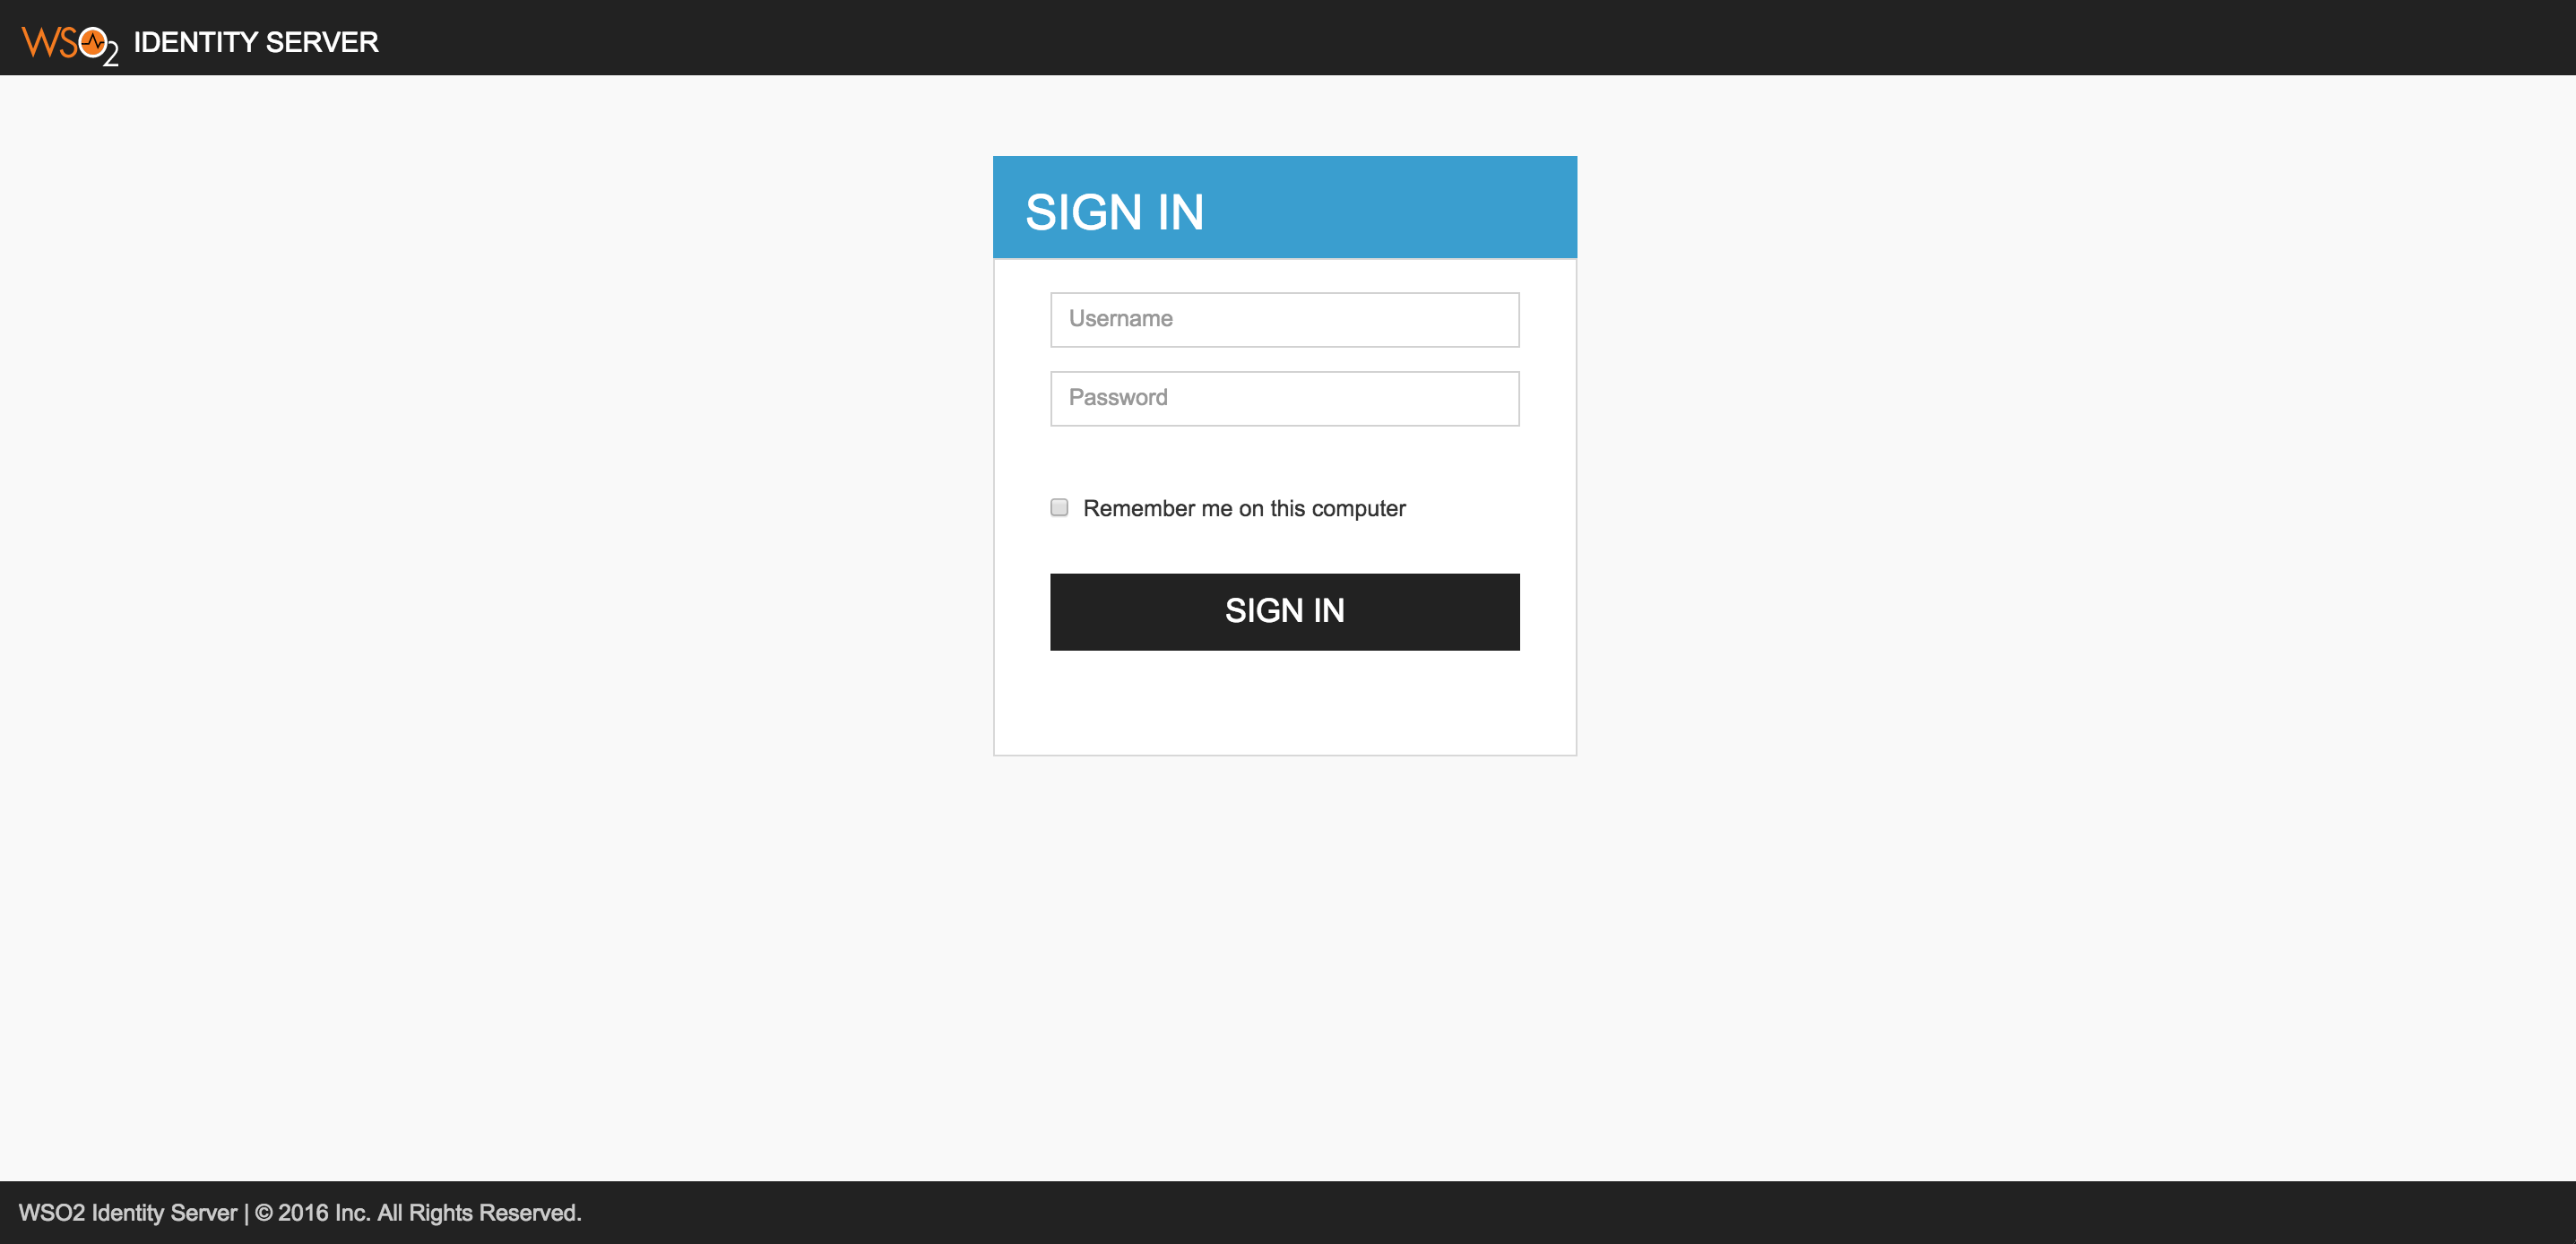 WSO2 IDENTITY SERVER
SIGN IN
Username
Password
Remember me on this computer
SIGN IN
WSO2 Identity Server | © 2016 Inc. All Rights Reserved.